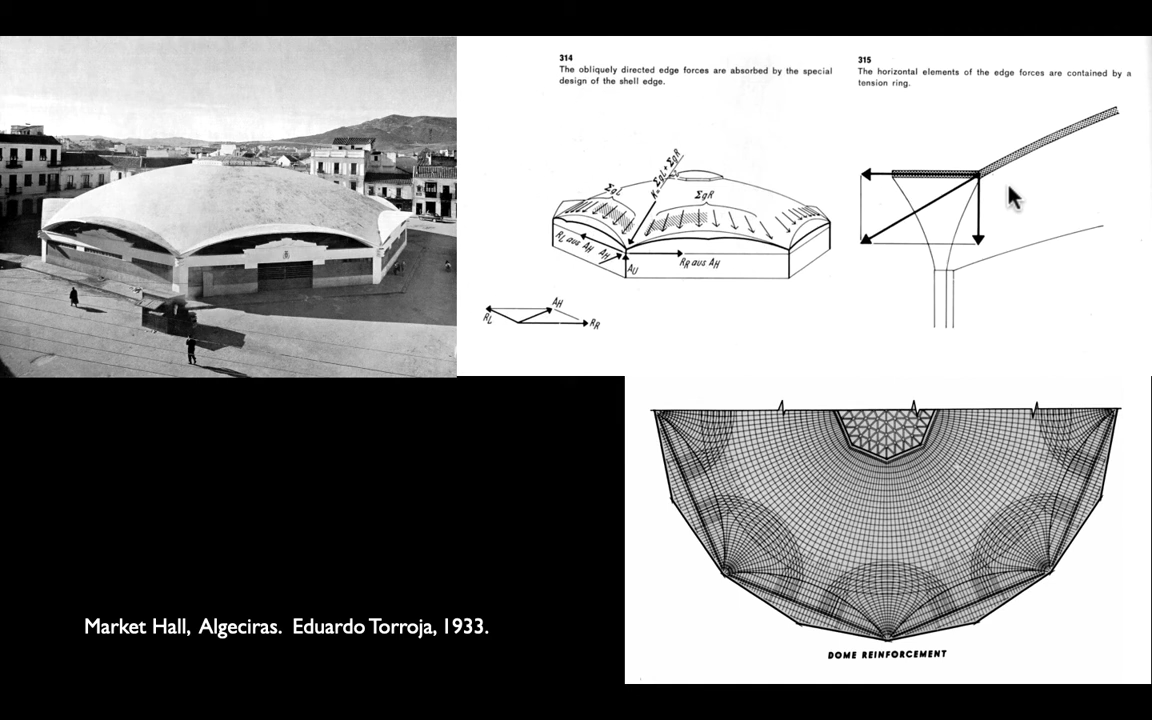 314
The obliquely directed edge forces are absorbed by the special
design of the shell edge.
315
The horizontal elements of the edge forces are contained by a
tension ring.
ΣgL
K = ΣgL + ΣgR
ΣgR
RL aus AH
AH
AU
RR aus AH
RL
AH
RR
Market Hall, Algeciras. Eduardo Torroja, 1933.
DOME REINFORCEMENT